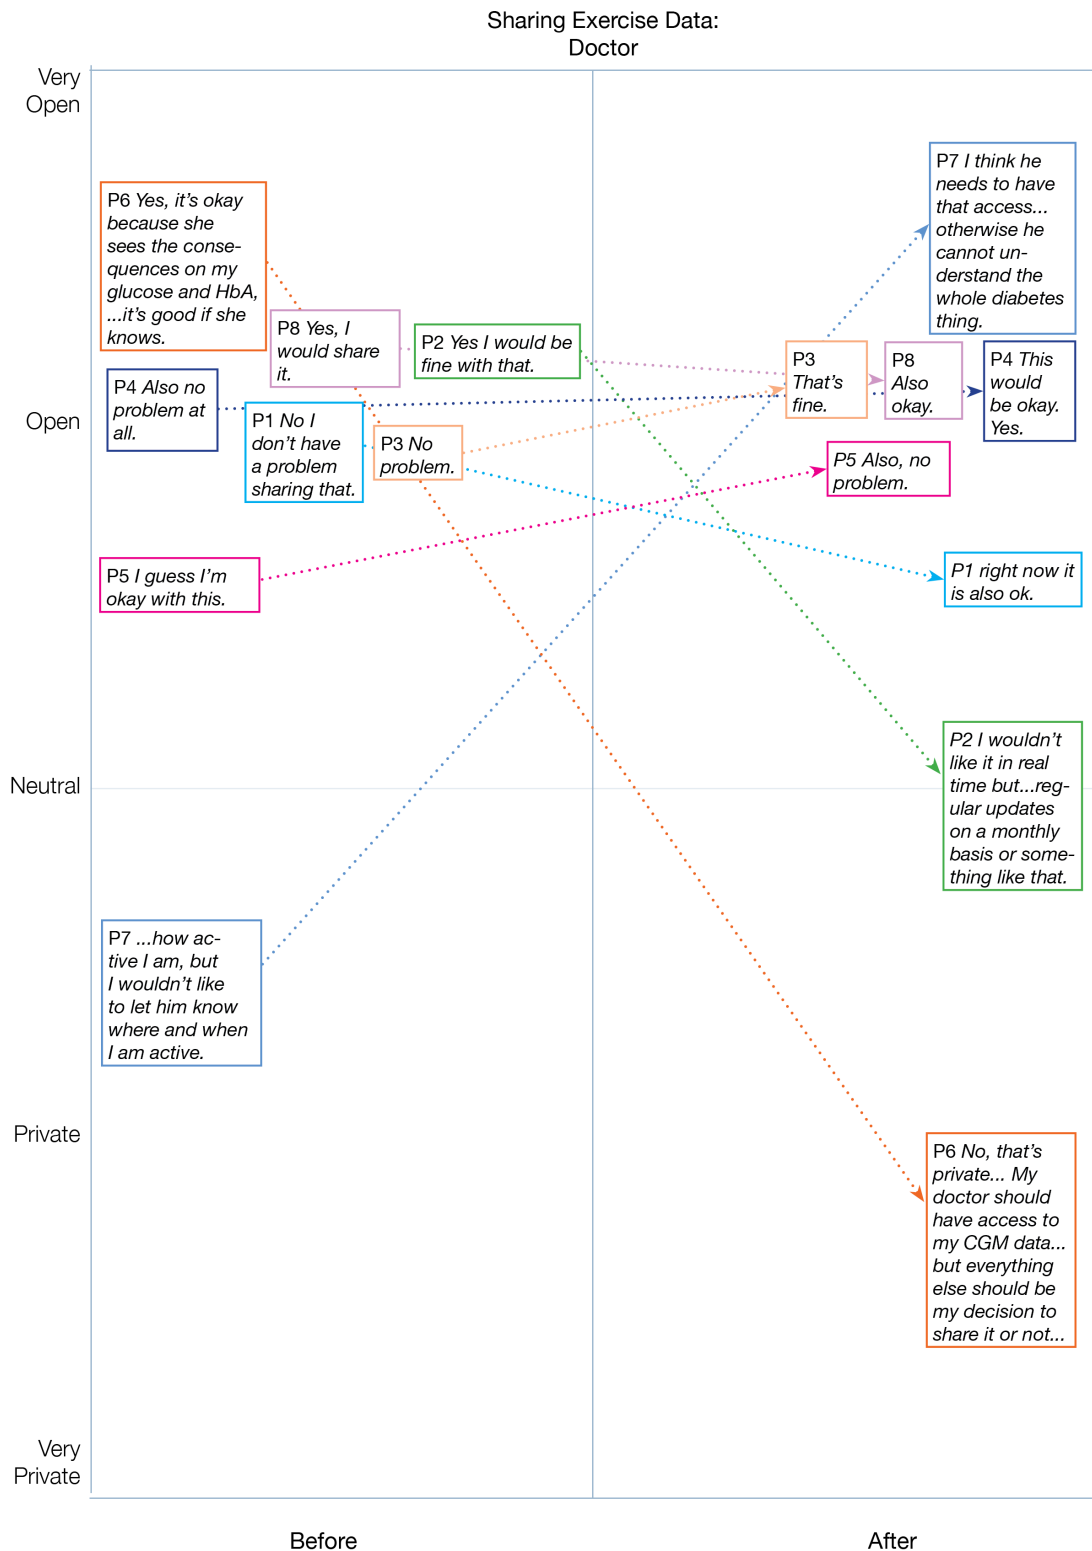 Sharing Exercise Data:
Doctor
Very
Open
Open
Neutral
Private
Very
Private
P6 Yes, it’s okay
because she
sees the conse-
quences on my
glucose and HbA,
...it’s good if she
knows.
P8 Yes, I
would share
it.
P2 Yes I would be
fine with that.
P4 Also no
problem at
all.
P1 No I
don’t have
a problem
sharing that.
P3 No
problem.
P5 I guess I’m
okay with this.
P7 ...how ac-
tive I am, but
I wouldn’t like
to let him know
where and when
I am active.
P7 I think he
needs to have
that access...
otherwise he
cannot un-
derstand the
whole diabetes
thing.
P3
That’s
fine.
P8
Also
okay.
P4 This
would
be okay.
Yes.
P5 Also, no
problem.
P1 right now it
is also ok.
P2 I wouldn’t
like it in real
time but...reg-
ular updates
on a monthly
basis or some-
thing like that.
P6 No, that’s
private... My
doctor should
have access to
my CGM data...
but everything
else should be
my decision to
share it or not...
Before
After